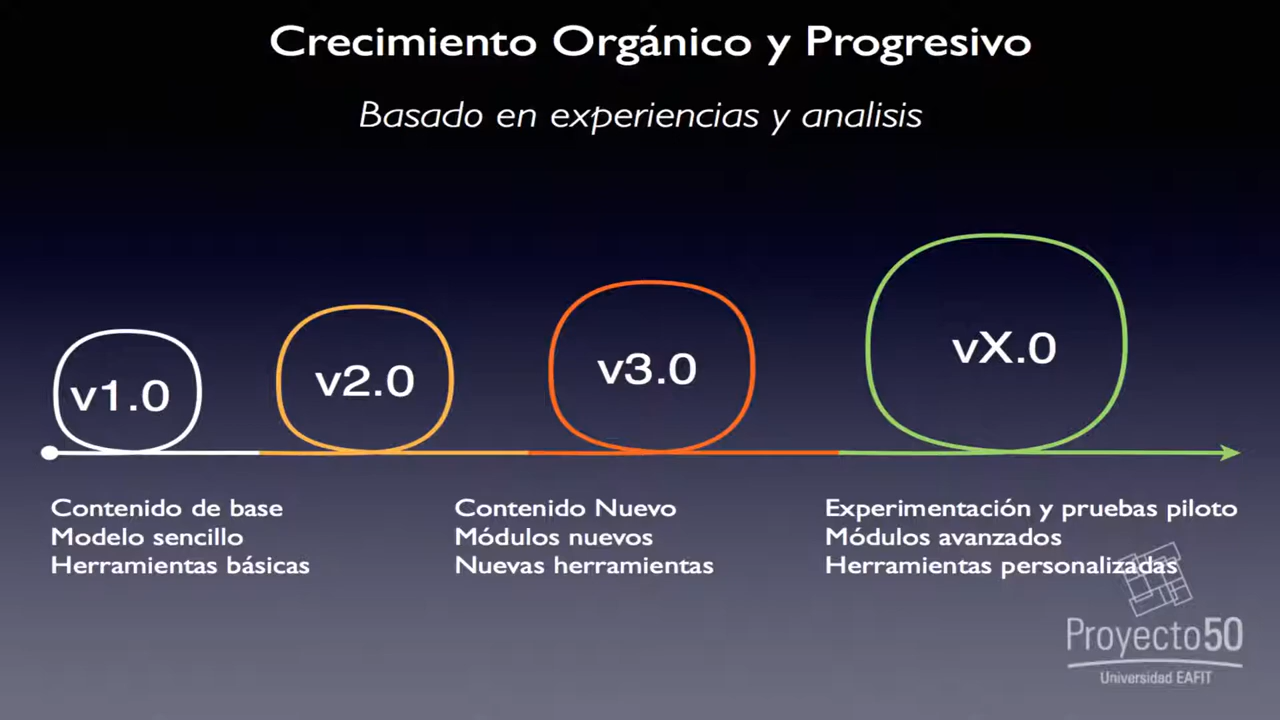 Crecimiento Orgánico y Progresivo
Basado en experiencias y analisis
v1.0
v2.0
v3.0
vX.0
Contenido de base
Modelo sencillo
Herramientas básicas
Contenido Nuevo
Módulos nuevos
Nuevas herramientas
Experimentación y pruebas piloto
Módulos avanzados
Herramientas personalizadas
Proyecto50
Universidad EAFIT